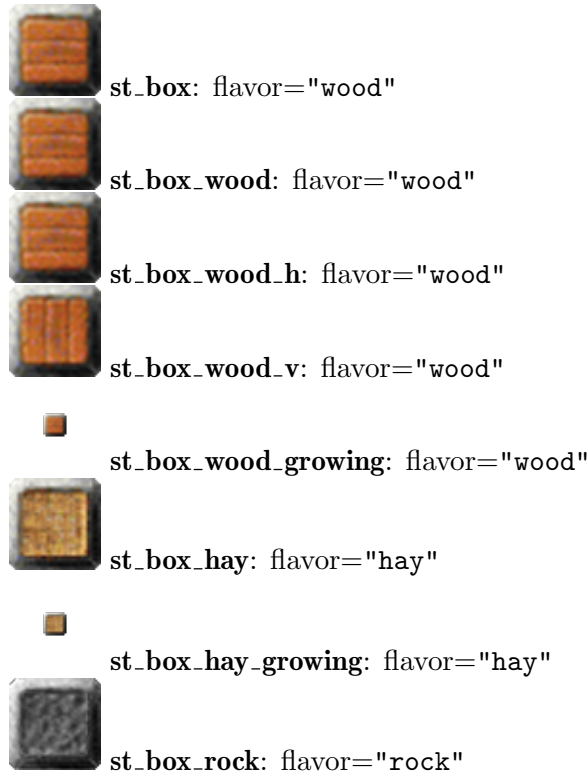 st_box: flavor="wood"
st_box_wood: flavor="wood"
st_box_wood_h: flavor="wood"
st_box_wood_v: flavor="wood"
st_box_wood_growing: flavor="wood"
st_box_hay: flavor="hay"
st_box_hay_growing: flavor="hay"
st_box_rock: flavor="rock"